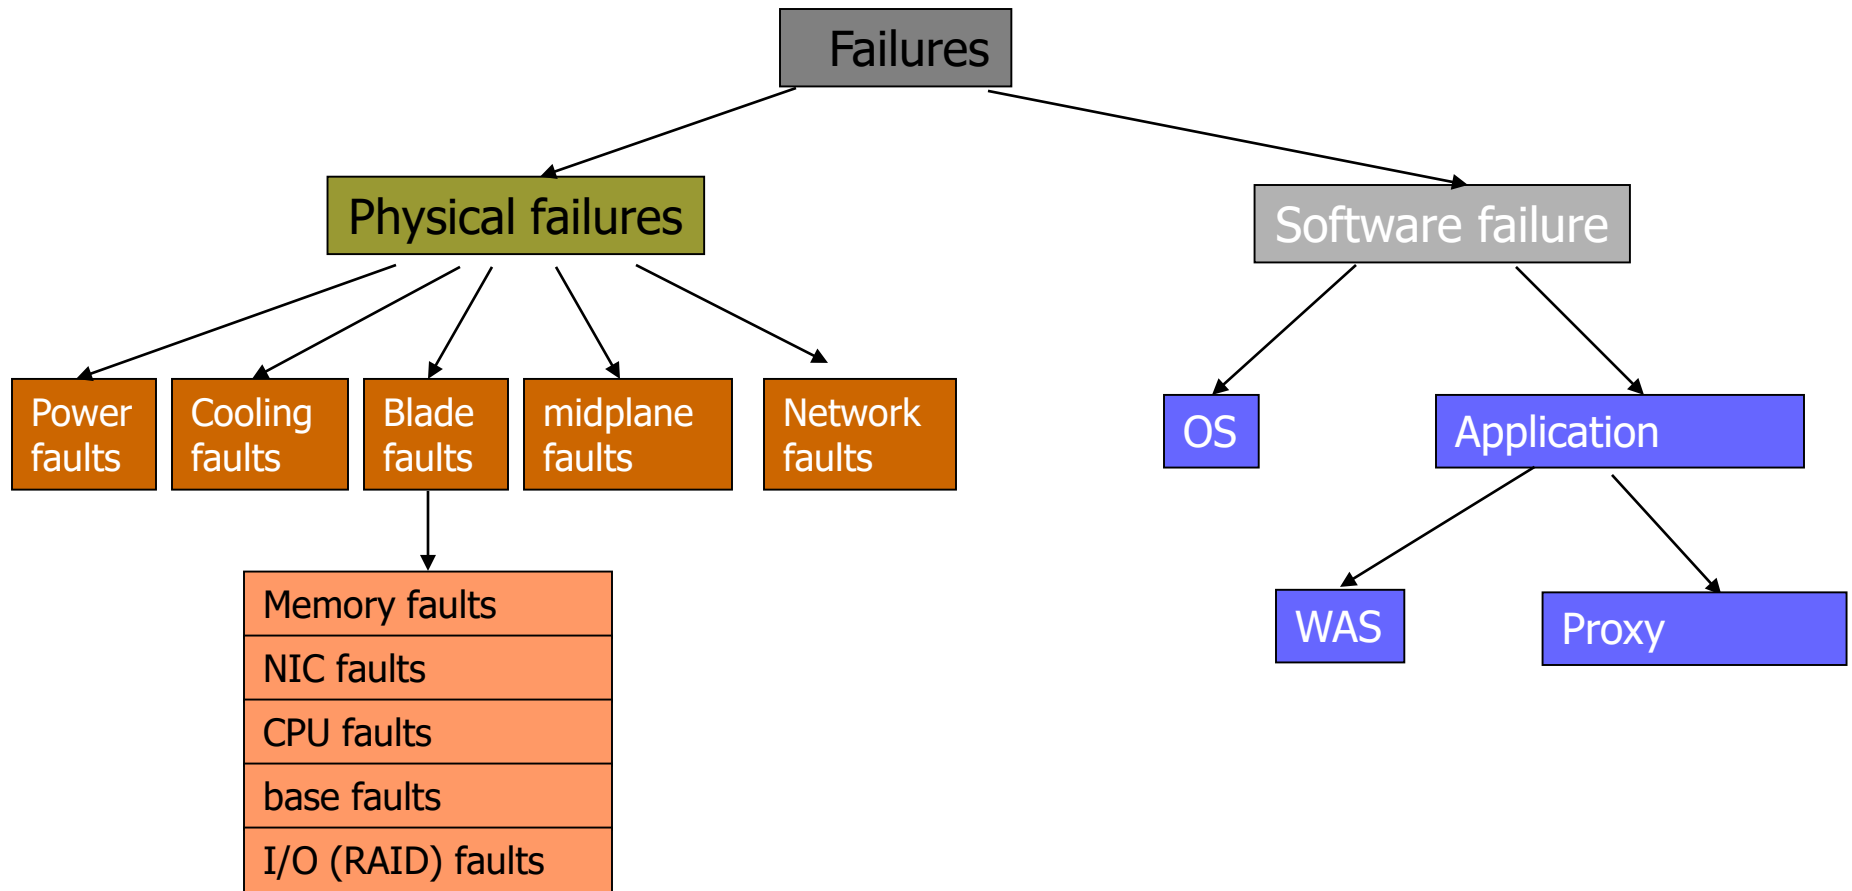 Failures
Physical failures
Software failure
Power
faults
Cooling
faults
Blade
faults
midplane
faults
Network
faults
OS
Application
Memory faults
NIC faults
CPU faults
base faults
I/O (RAID) faults
WAS
Proxy